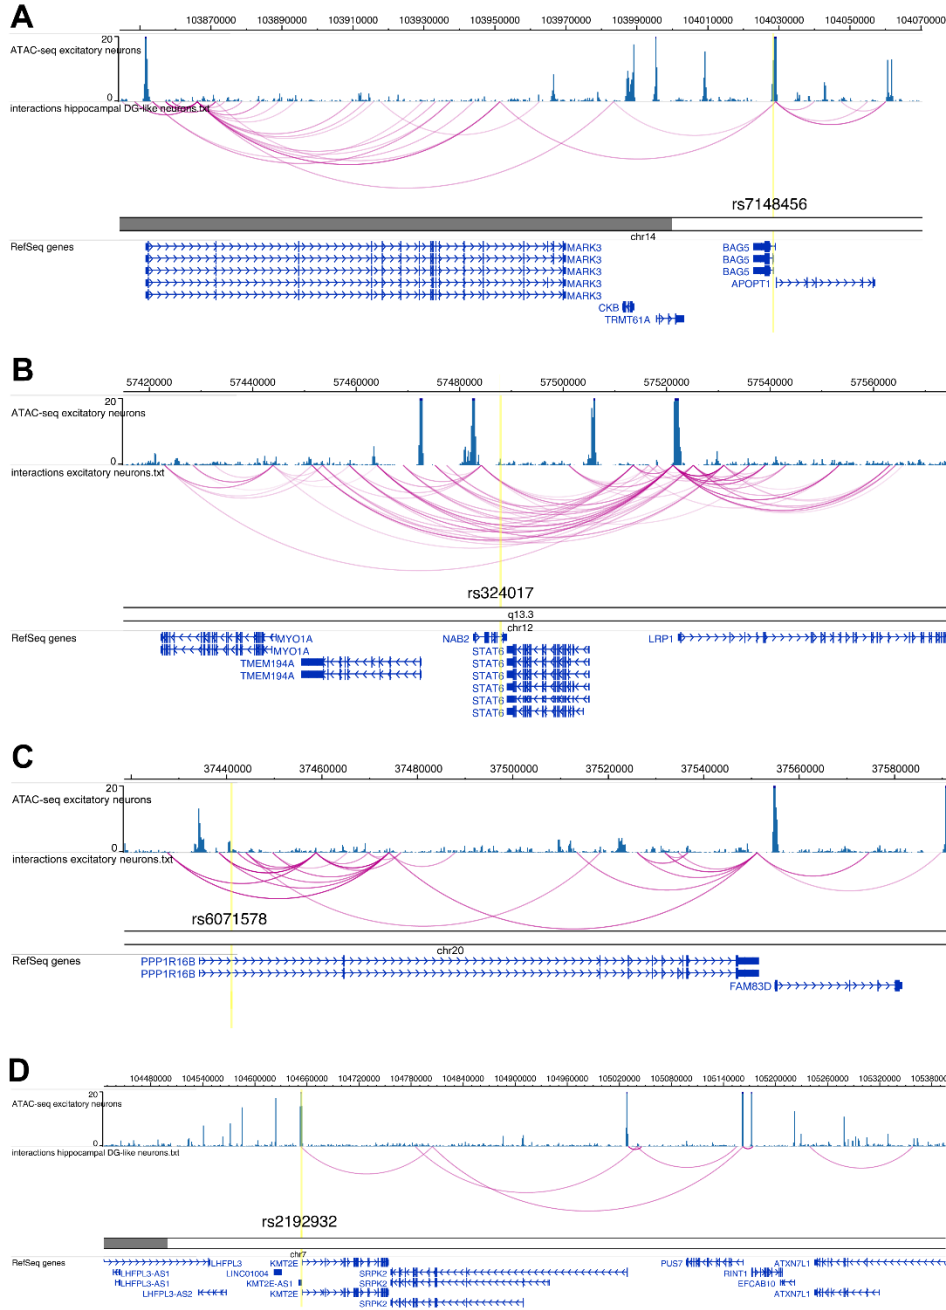 A
103870000 103890000 103910000 103930000 103950000 103970000 103990000 104010000 104030000 104050000 104070000
20
ATAC-seq excitatory neurons
0
interactions hippocampal DG-like neurons.txt
rs7148456
chr14
RefSeq genes
MARK3 BAG5
MARK3 BAG5
MARK3 BAG5
MARK3 APOPT1
MARK3
CKB
TRMT61A
B
57420000 57440000 57460000 57480000 57500000 57520000 57540000 57560000
20
ATAC-seq excitatory neurons
0
interactions excitatory neurons.txt
rs324017
q13.3
chr12
RefSeq genes MYO1A NAB2 LRP1
MYO1A STAT6
TMEM194A STAT6
TMEM194A STAT6
STAT6
STAT6
STAT6
C
37440000 37460000 37480000 37500000 37520000 37540000 37560000 37580000
20
ATAC-seq excitatory neurons
0
interactions excitatory neurons.txt
rs6071578
chr20
RefSeq genes PPP1R16B
PPP1R16B
FAM83D
D
104480000 104540000 104600000 104660000 104720000 104780000 104840000 104900000 104960000 105020000 105080000 105140000 105200000 105260000 105320000 105380000
20
ATAC-seq excitatory neurons
0
interactions hippocampal DG-like neurons.txt
rs2192932
chr7
RefSeq genes LHFPL3 KMT2E PUS7 ATXN7L1
LHFPL3-AS1 LINC01004 SRPK2 RINT1
LHFPL3-AS1 KMT2E-AS1 SRPK2 EFCAB10
LHFPL3-AS2 KMT2E ATXN7L1
SRPK2